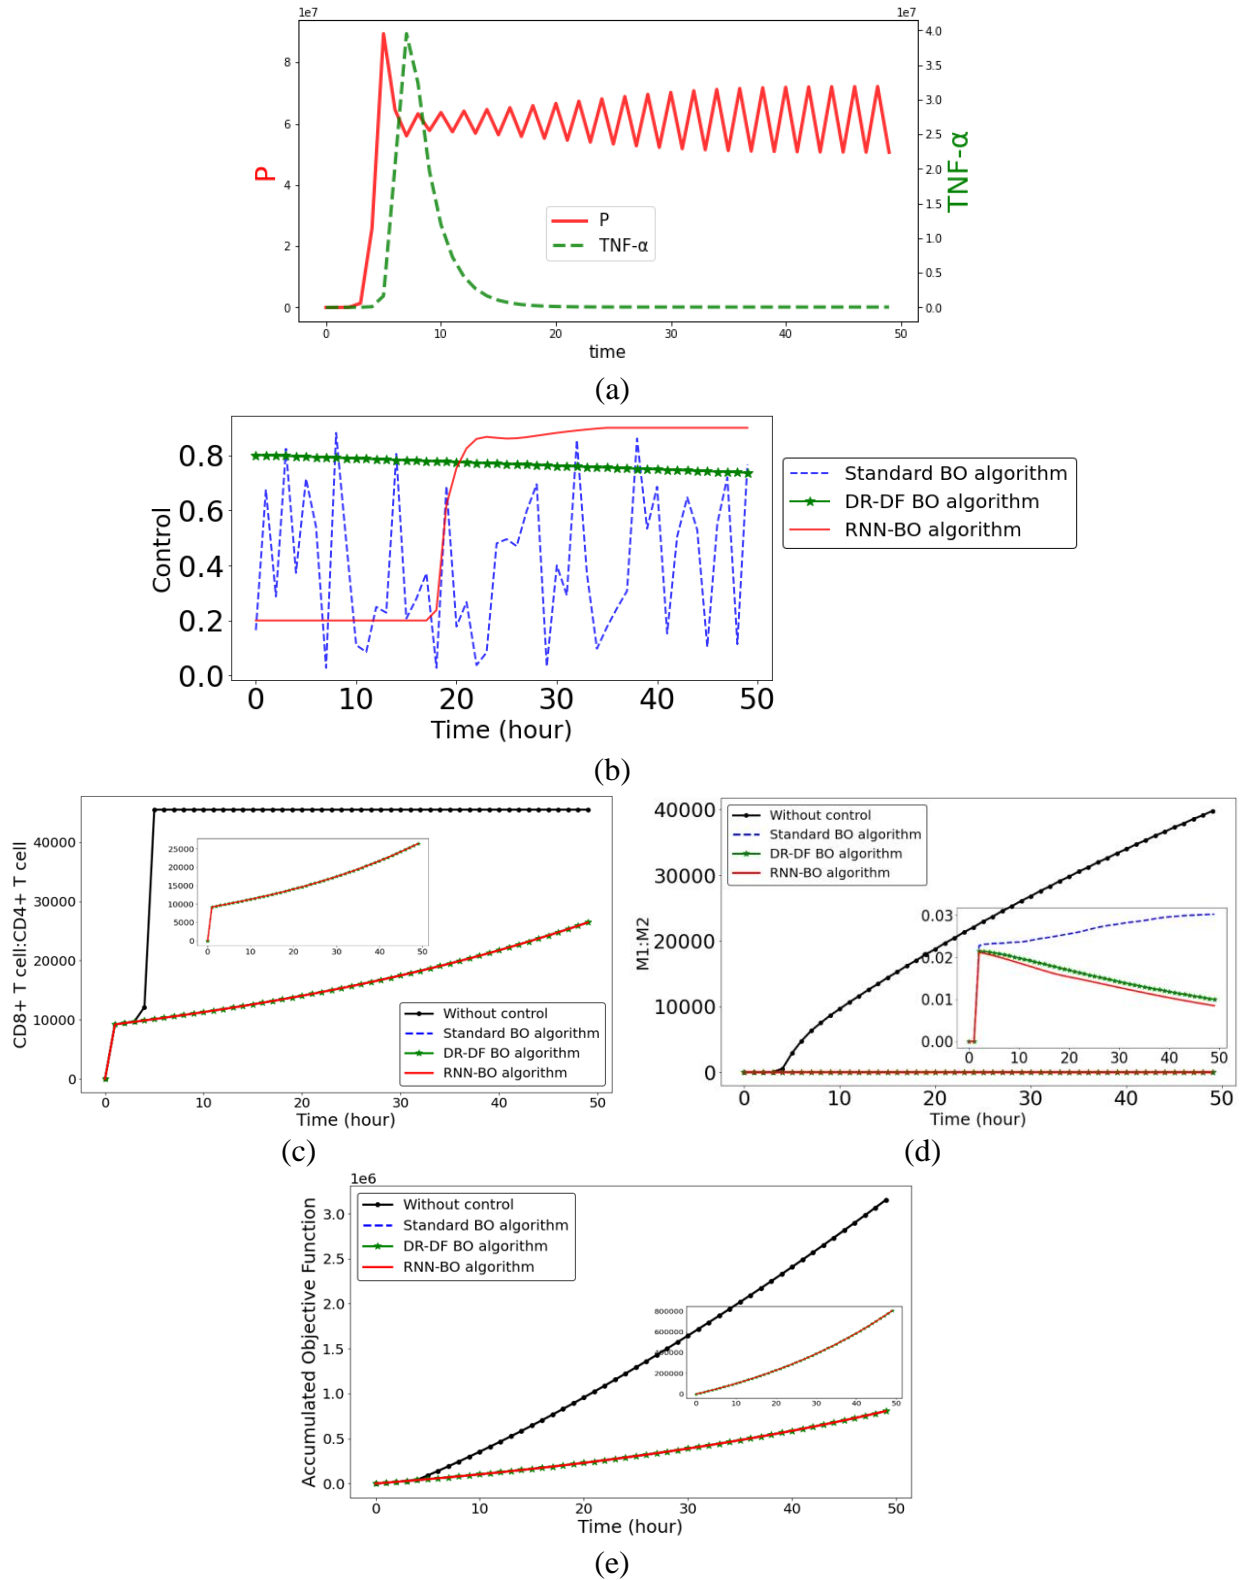 1e7
1e7
8
6
4
2
0
P
4.0
3.5
3.0
2.5
2.0
1.5
1.0
0.5
0.0
TNF-α
P
TNF-α
0 10 20 30 40 50
time
(a)
0.8
0.6
0.4
0.2
0.0
Control
Standard BO algorithm
DR-DF BO algorithm
RNN-BO algorithm
0 10 20 30 40 50
Time (hour)
(b)
CD8+ T cell:CD4+ T cell
40000
30000
20000
10000
0
25000
20000
15000
10000
5000
0
0 10 20 30 40 50
Without control
Standard BO algorithm
DR-DF BO algorithm
RNN-BO algorithm
0 10 20 30 40 50
Time (hour)
(c)
M1:M2
40000
30000
20000
10000
0
Without control
Standard BO algorithm
DR-DF BO algorithm
RNN-BO algorithm
0.03
0.02
0.01
0.00
0 10 20 30 40 50
0 10 20 30 40 50
Time (hour)
(d)
1e6
Accumulated Objective Function
3.0
2.5
2.0
1.5
1.0
0.5
0.0
Without control
Standard BO algorithm
DR-DF BO algorithm
RNN-BO algorithm
800000
600000
400000
200000
0
0 10 20 30 40 50
0 10 20 30 40 50
Time (hour)
(e)